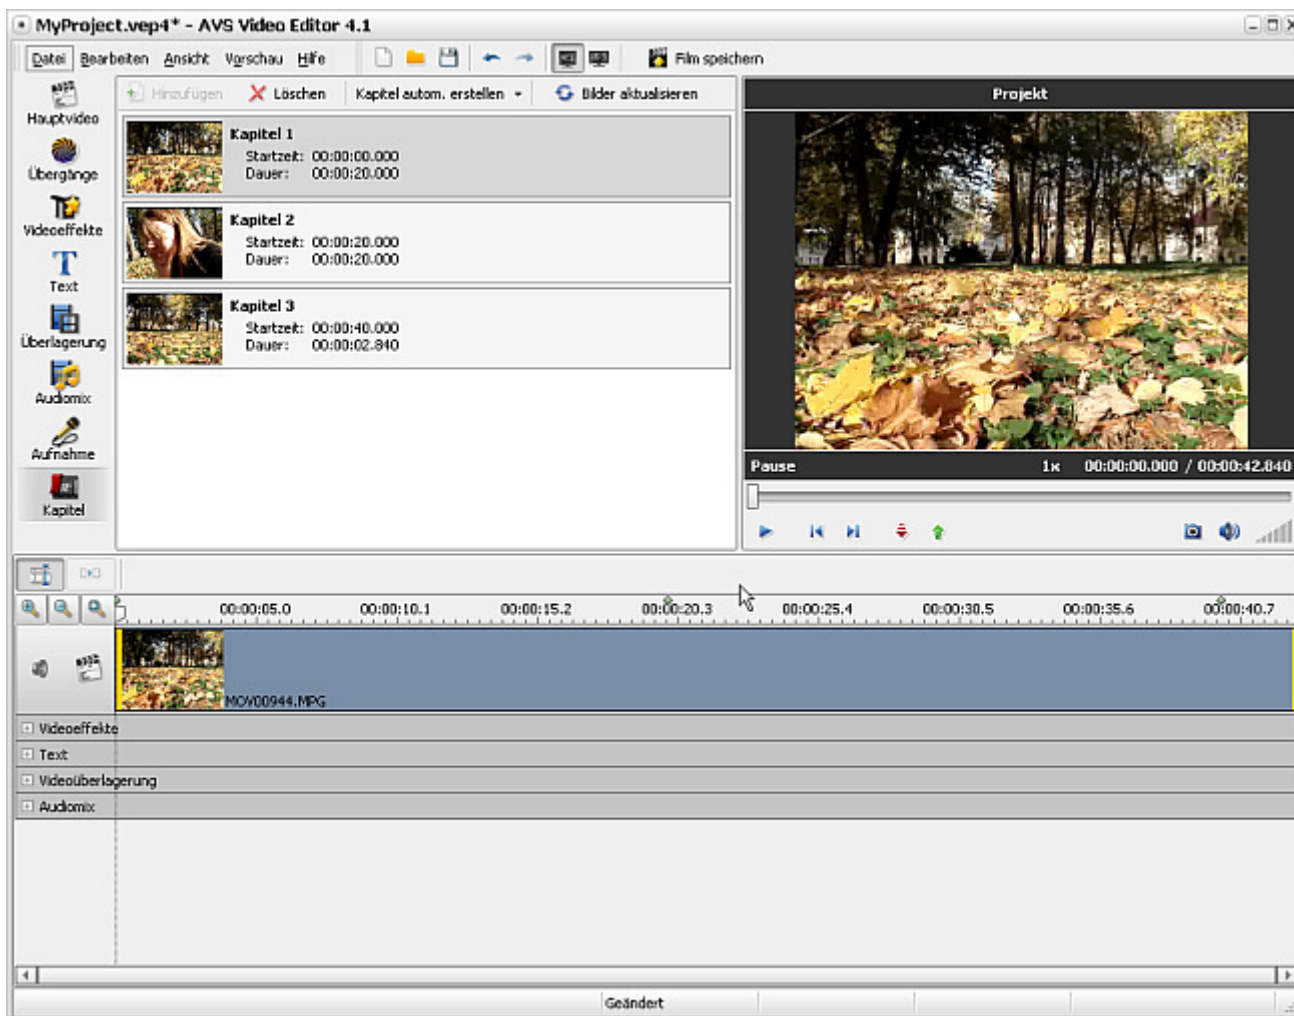 MyProject.vep4* - AVS Video Editor 4.1
Datei Bearbeiten Ansicht Vorschau Hilfe Film speichern
Hauptvideo
Übergänge
Videoeffekte
Text
Überlagerung
Audiomix
Aufnahme
Kapitel
Hinzufügen Löschen Kapitel autom. erstellen Bilder aktualisieren
Kapitel 1
Startzeit: 00:00:00.000
Dauer: 00:00:20.000
Kapitel 2
Startzeit: 00:00:20.000
Dauer: 00:00:20.000
Kapitel 3
Startzeit: 00:00:40.000
Dauer: 00:00:02.840
Projekt
Pause 1x 00:00:00.000 / 00:00:42.840
00:00:05.0 00:00:10.1 00:00:15.2 00:00:20.3 00:00:25.4 00:00:30.5 00:00:35.6 00:00:40.7
MOV00944.MPG
Videoeffekte
Text
Videoüberlagerung
Audiomix
Geändert